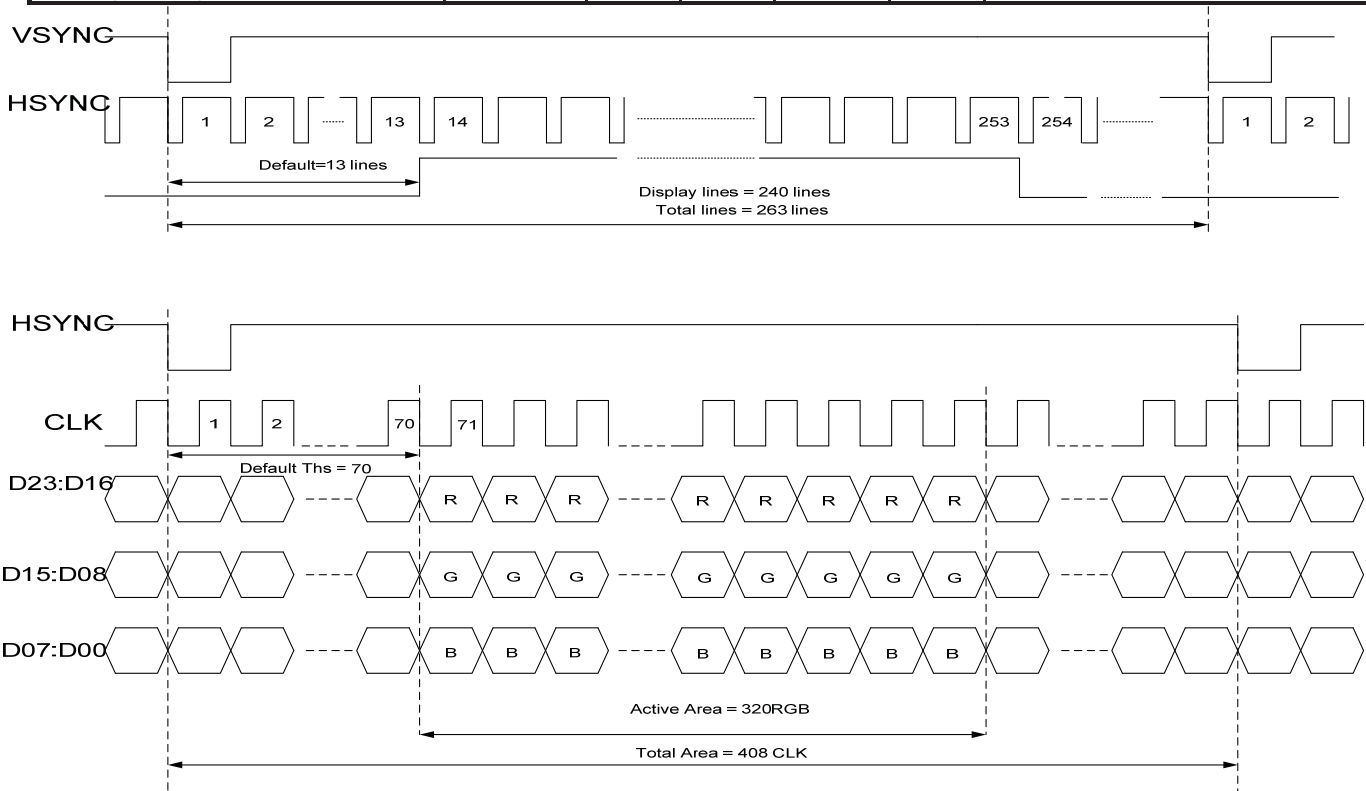 VSYNC
HSYNC 1 2 13 14 253 254 1 2
Default=13 lines
Display lines = 240 lines
Total lines = 263 lines
HSYNC
CLK 1 2 70 71
Default Ths = 70
D23:D16 R R R R R R R R
D15:D08 G G G G G G G G
D07:D00 B B B B B B B B
Active Area = 320RGB
Total Area = 408 CLK